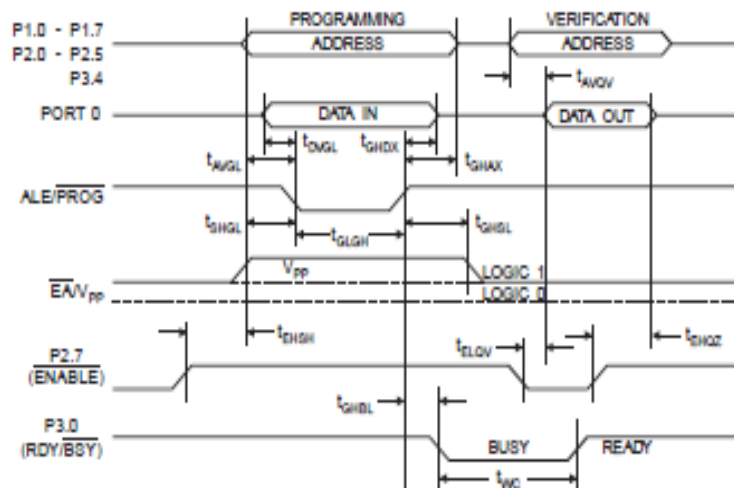 PROGRAMMING VERIFICATION
P1.0 - P1.7
P2.0 - P2.5
P3.4
ADDRESS ADDRESS
tAVQV
PORT 0 DATA IN DATA OUT
tDVGL tGHDX
tAVGL tGHAX
ALE/PROG
tSHGL tGLGH tGHSL
VPP LOGIC 1
EA/VPP LOGIC 0
tEHSH tELQV tEHQZ
P2.7
(ENABLE)
tGHBL
P3.0
(RDY/BSY) BUSY READY
tWC